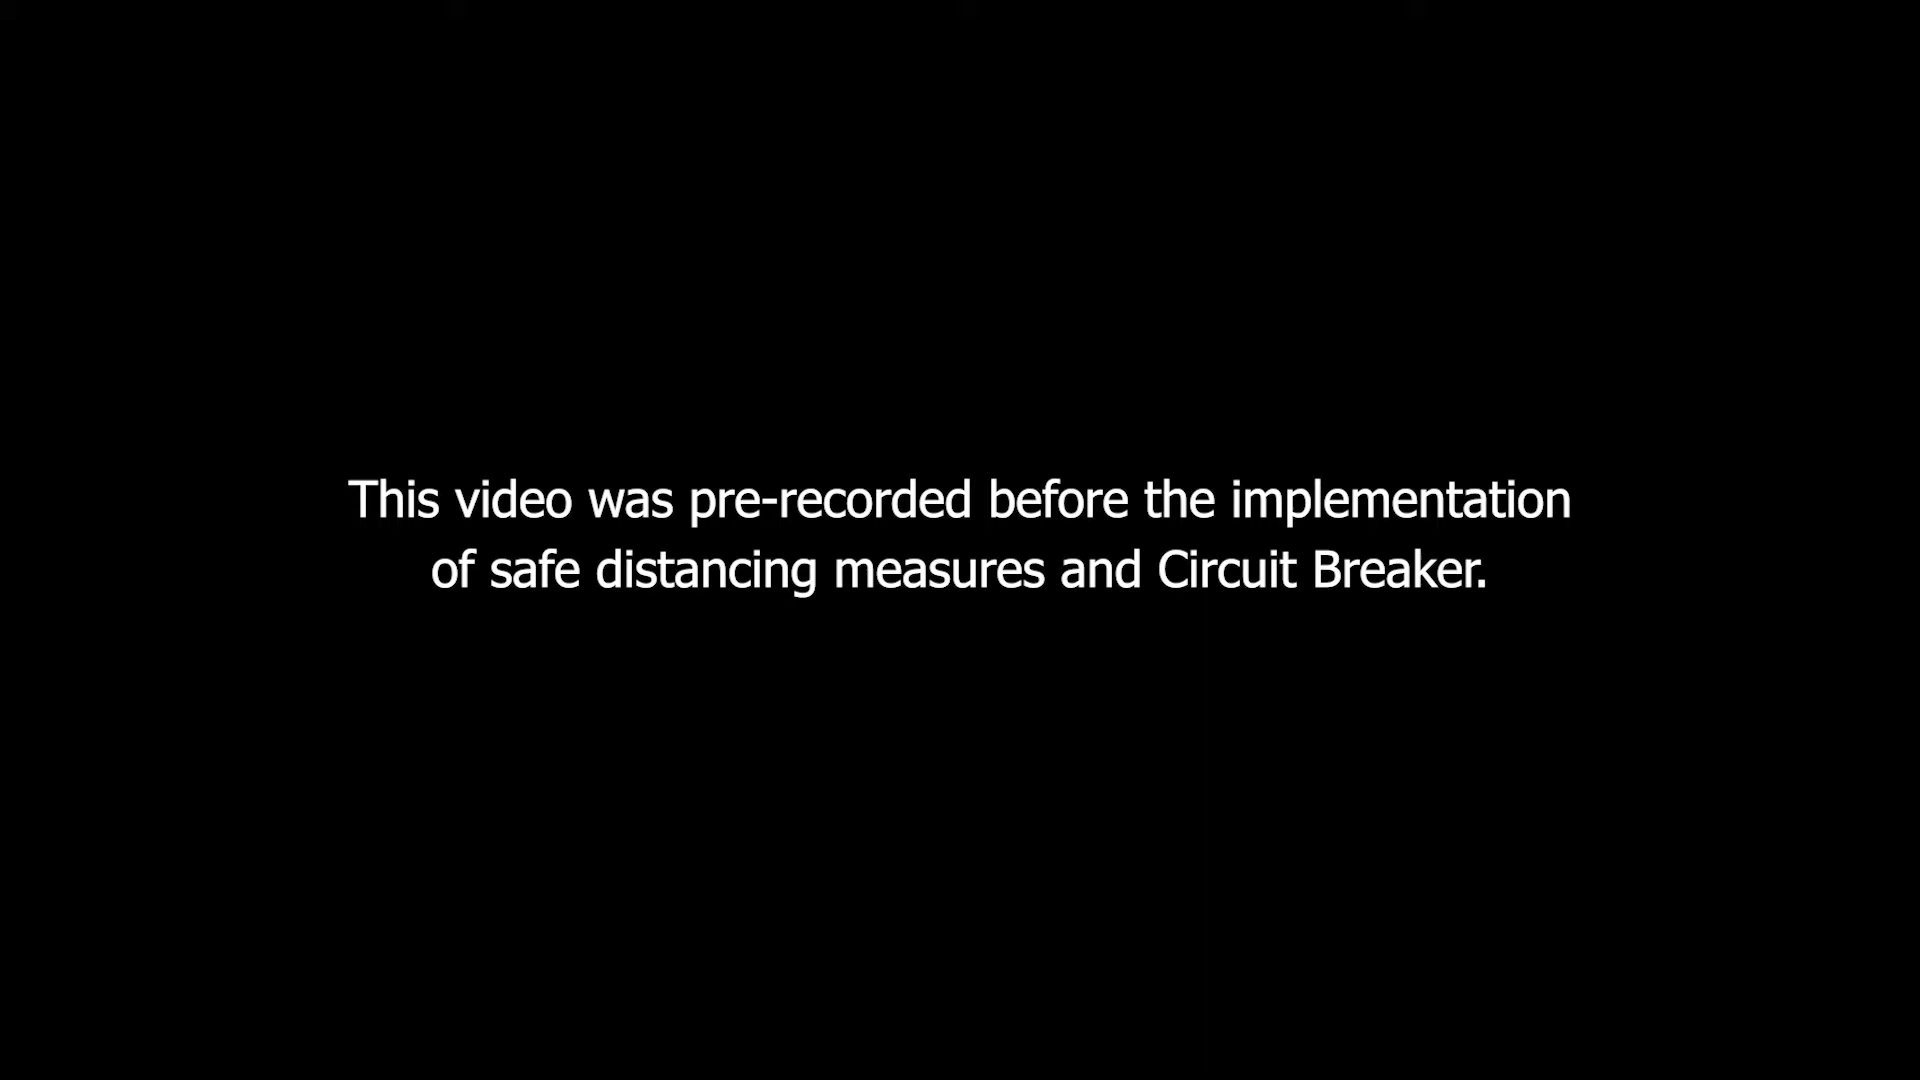 This video was pre-recorded before the implementation
of safe distancing measures and Circuit Breaker.